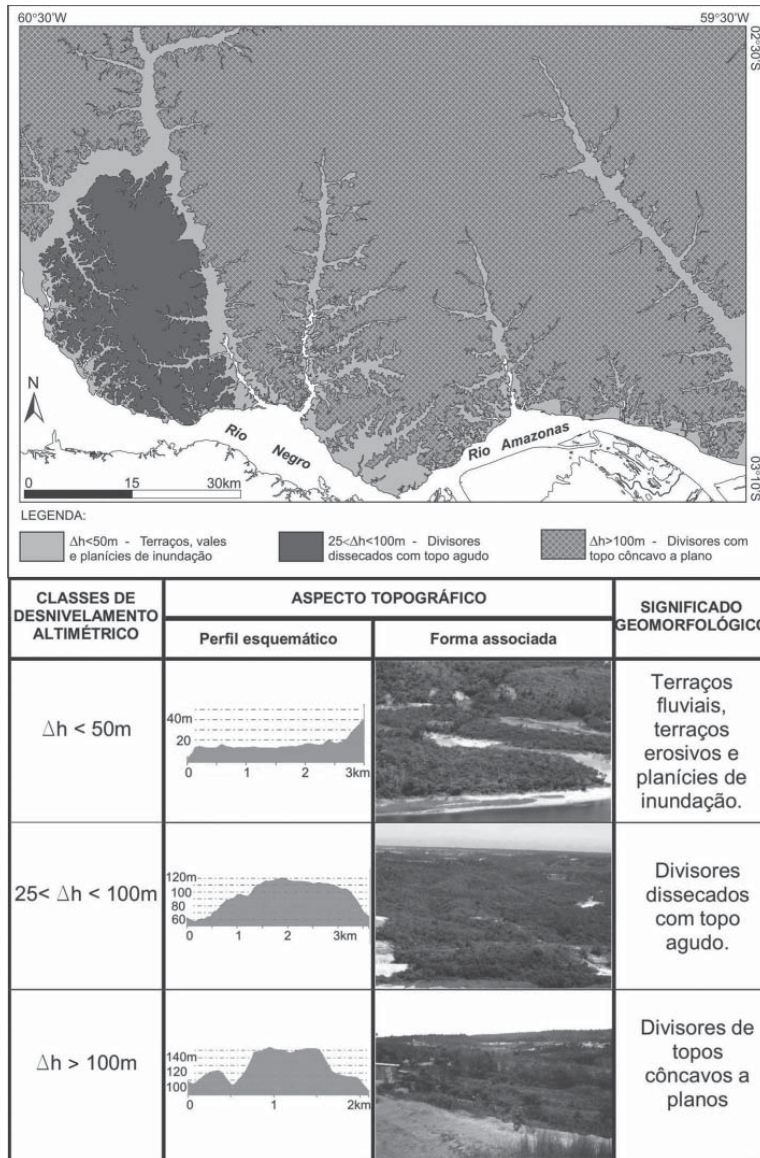 60°30'W
59°30'W
02°30'S
N
Rio Negro
Rio Amazonas
03°10'S
0 15 30km
LEGENDA:
Δh<50m - Terraços, vales
e planícies de inundação
25<Δh<100m - Divisores
dissecados com topo agudo
Δh>100m - Divisores com
topo côncavo a plano
CLASSES DE
DESNIVELAMENTO
ALTIMÉTRICO
ASPECTO TOPOGRÁFICO
Perfil esquemático
Forma associada
SIGNIFICADO
GEOMORFOLÓGICO
Δh < 50m
40m
20
0 1 2 3km
Terraços
fluviais,
terraços
erosivos e
planícies de
inundação.
25< Δh < 100m
120m
100
80
60
0 1 2 3km
Divisores
dissecados
com topo
agudo.
Δh > 100m
140m
120
100
0 1 2km
Divisores de
topos
côncavos a
planos